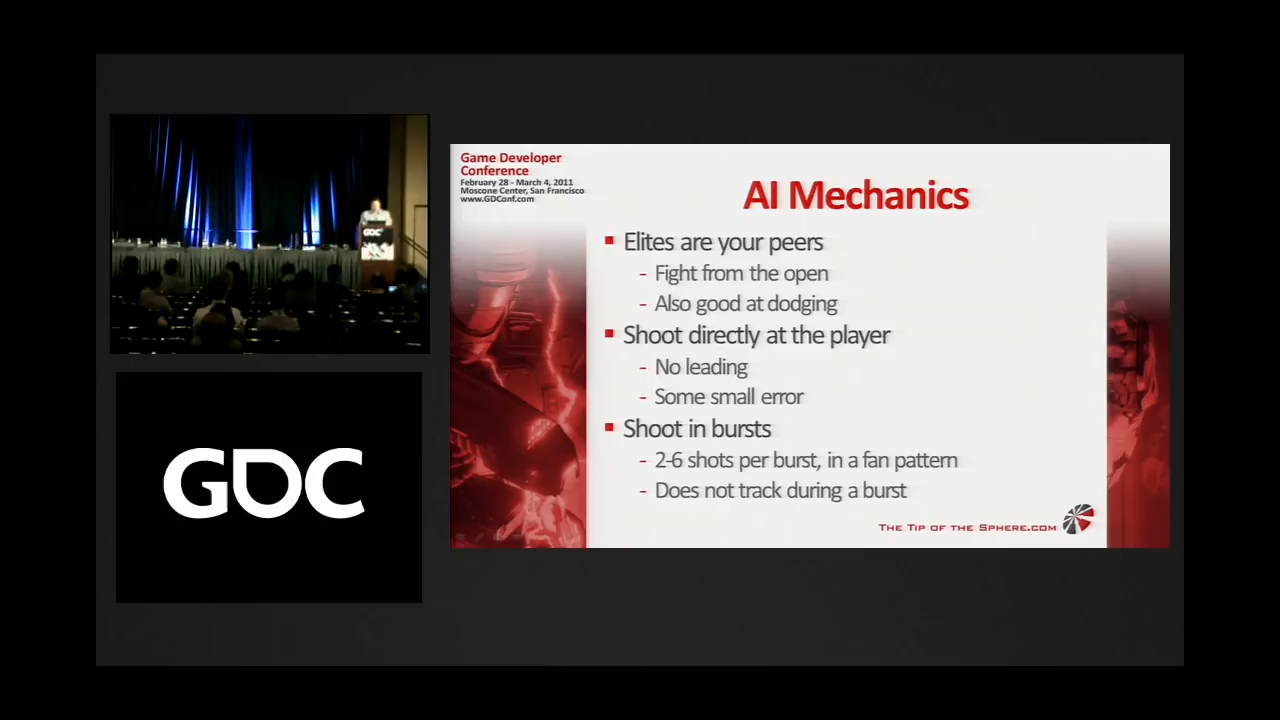 GDC
GDC
Game Developer
Conference
February 28 - March 4, 2011
Moscone Center, San Francisco
www.GDConf.com
AI Mechanics
Elites are your peers
- Fight from the open
- Also good at dodging
Shoot directly at the player
- No leading
- Some small error
Shoot in bursts
- 2-6 shots per burst, in a fan pattern
- Does not track during a burst
The Tip of the Sphere.com